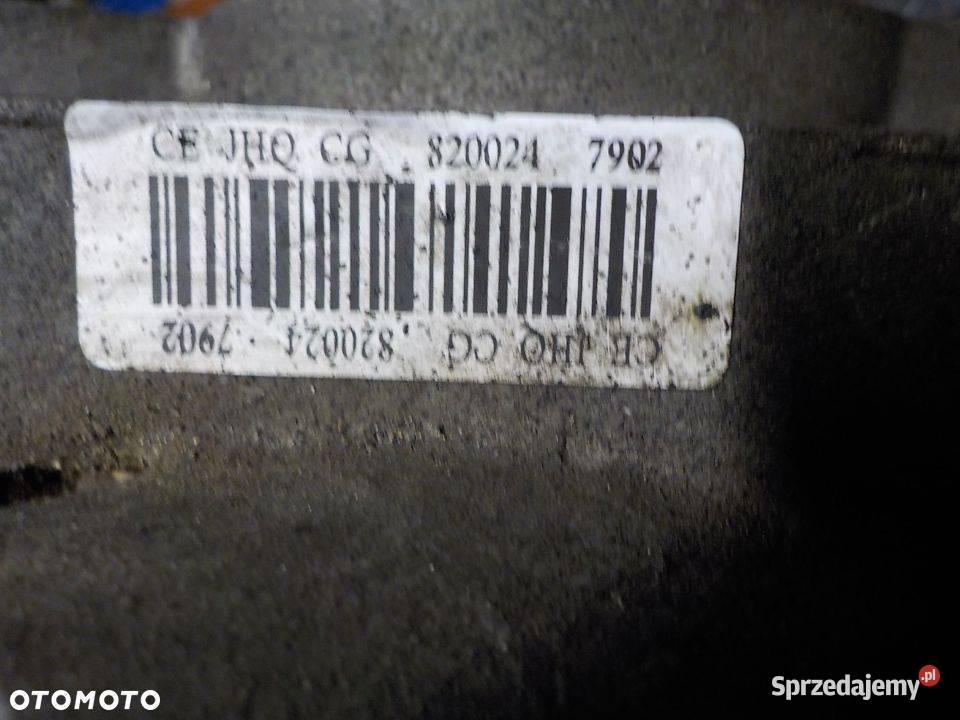 CE JHQ CG 820024 7902
CE JHQ CG 820024 7902
OTOMOTO
Sprzedajemy.pl